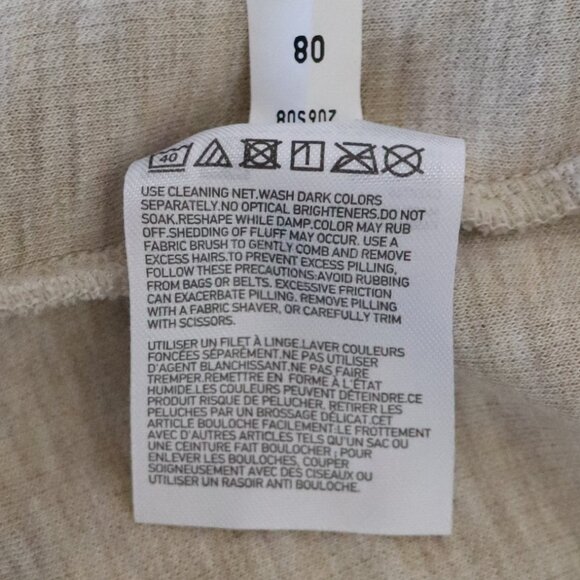 80
80S90Z
40
USE CLEANING NET.WASH DARK COLORS
SEPARATELY.NO OPTICAL BRIGHTENERS.DO NOT
SOAK.RESHAPE WHILE DAMP.COLOR MAY RUB
OFF.SHEDDING OF FLUFF MAY OCCUR. USE A
FABRIC BRUSH TO GENTLY COMB AND REMOVE
EXCESS HAIRS.TO PREVENT EXCESS PILLING,
FOLLOW THESE PRECAUTIONS:AVOID RUBBING
FROM BAGS OR BELTS. EXCESSIVE FRICTION
CAN EXACERBATE PILLING. REMOVE PILLING
WITH A FABRIC SHAVER, OR CAREFULLY TRIM
WITH SCISSORS.
UTILISER UN FILET À LINGE.LAVER COULEURS
FONCÉES SÉPARÉMENT.NE PAS UTILISER
D'AGENT BLANCHISSANT.NE PAS FAIRE
TREMPER.REMETTRE EN FORME À L'ÉTAT
HUMIDE.LES COULEURS PEUVENT DÉTEINDRE.CE
PRODUIT RISQUE DE PELUCHER. RETIRER LES
PELUCHES PAR UN BROSSAGE DÉLICAT.CET
ARTICLE BOULOCHE FACILEMENT.LE FROTTEMENT
AVEC D'AUTRES ARTICLES TELS QU'UN SAC OU
UNE CEINTURE FAIT BOULOCHER ; POUR
ENLEVER LES BOULOCHES, COUPER
SOIGNEUSEMENT AVEC DES CISEAUX OU
UTILISER UN RASOIR ANTI BOULOCHE.